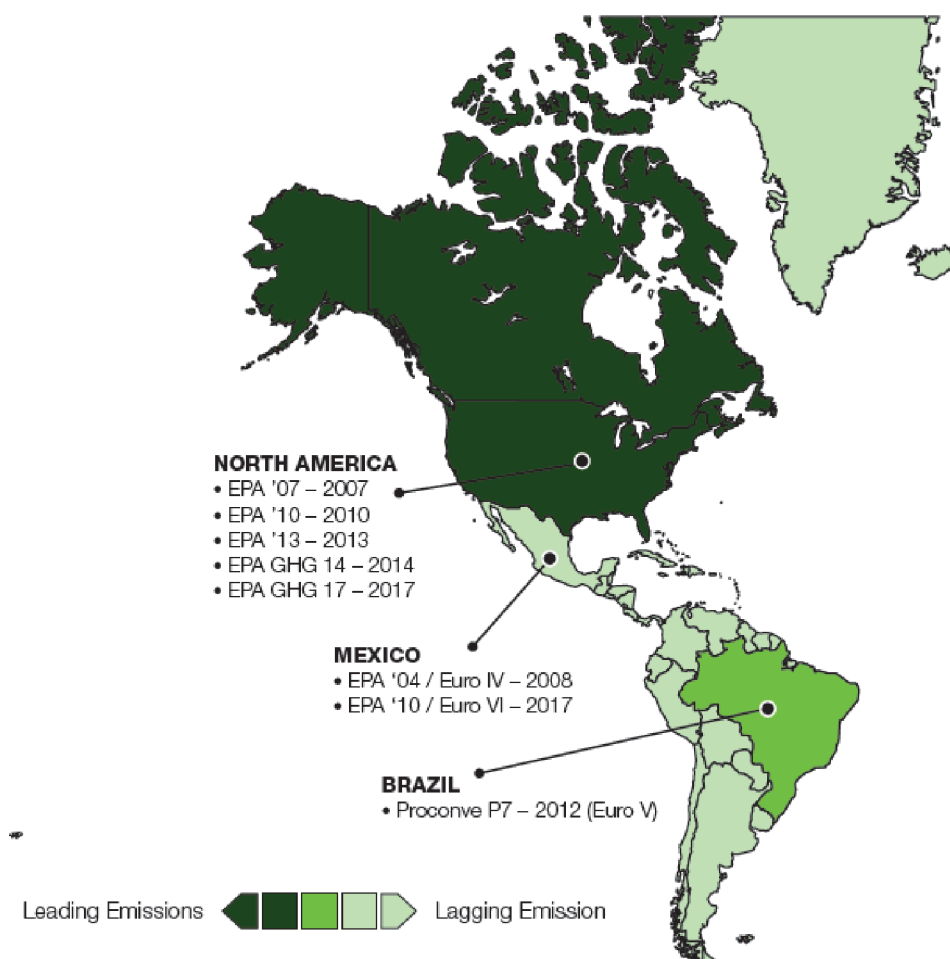 NORTH AMERICA
• EPA '07 – 2007
• EPA '10 – 2010
• EPA '13 – 2013
• EPA GHG 14 – 2014
• EPA GHG 17 – 2017
MEXICO
• EPA ‘04 / Euro IV – 2008
• EPA ‘10 / Euro VI – 2017
BRAZIL
• Proconve P7 – 2012 (Euro V)
Leading Emissions
Lagging Emission